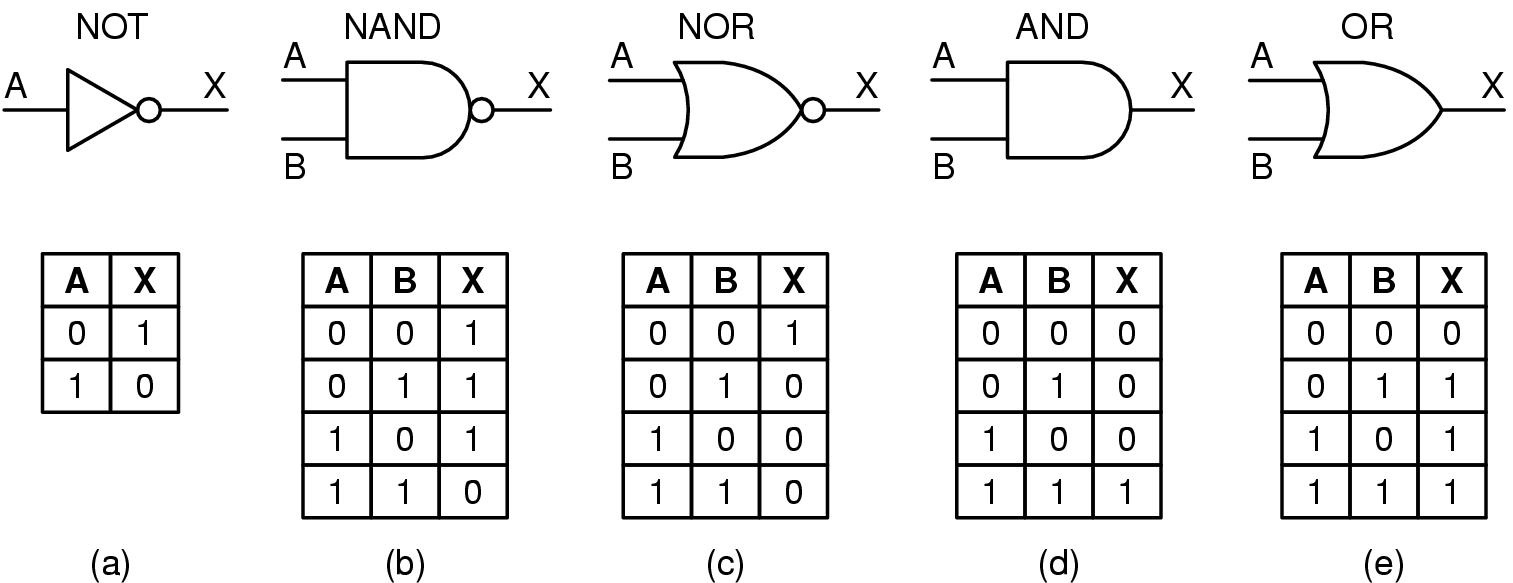 NOT NAND NOR AND OR
A X A X A X A X A X
B B B B
A X A B X A B X A B X A B X
0 1 0 0 1 0 0 1 0 0 0 0 0 0
1 0 0 1 1 0 1 0 0 1 0 0 1 1
1 0 1 1 0 0 1 0 0 1 0 1
1 1 0 1 1 0 1 1 1 1 1 1
(a) (b) (c) (d) (e)